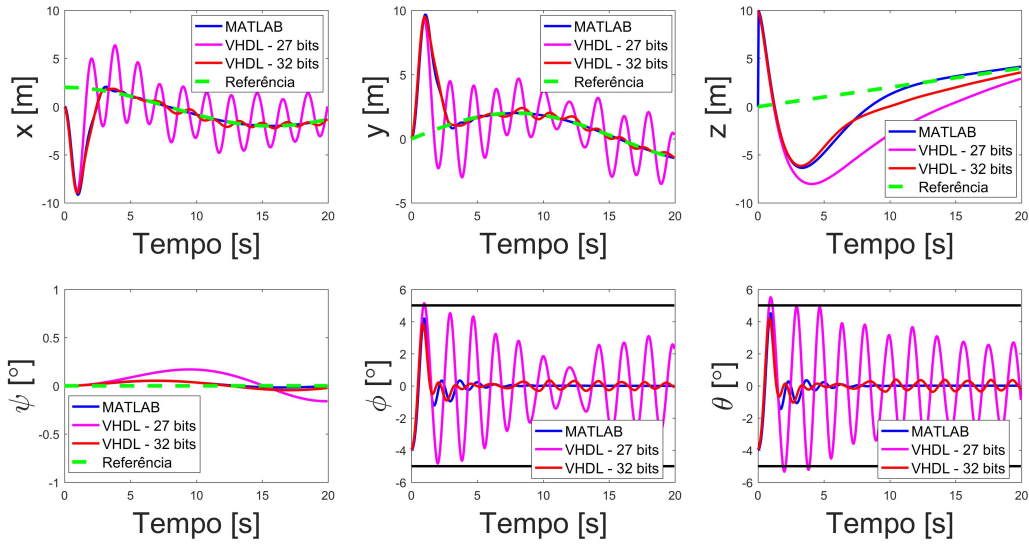 x [m]
10
5
0
-5
-10
MATLAB
VHDL - 27 bits
VHDL - 32 bits
Referência
0 5 10 15 20
Tempo [s]
y [m]
10
5
0
-5
MATLAB
VHDL - 27 bits
VHDL - 32 bits
Referência
0 5 10 15 20
Tempo [s]
z [m]
10
5
0
-5
-10
MATLAB
VHDL - 27 bits
VHDL - 32 bits
Referência
0 5 10 15 20
Tempo [s]
ψ [°]
1
0.5
0
-0.5
-1
MATLAB
VHDL - 27 bits
VHDL - 32 bits
Referência
0 5 10 15 20
Tempo [s]
ϕ [°]
6
4
2
0
-2
-4
-6
MATLAB
VHDL - 27 bits
VHDL - 32 bits
0 5 10 15 20
Tempo [s]
θ [°]
6
4
2
0
-2
-4
-6
MATLAB
VHDL - 27 bits
VHDL - 32 bits
0 5 10 15 20
Tempo [s]